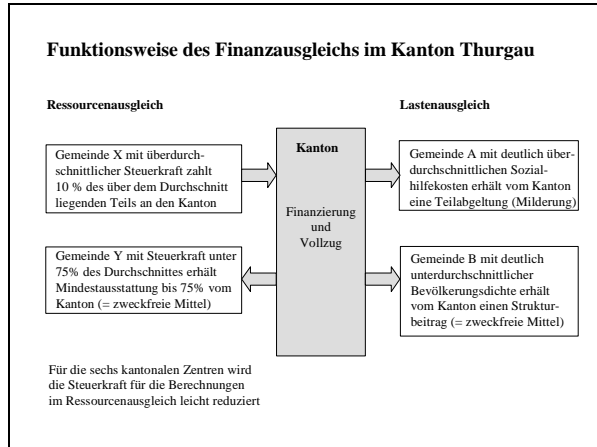 Funktionsweise des Finanzausgleichs im Kanton Thurgau
Ressourcenausgleich
Gemeinde X mit überdurch-
schnittlicher Steuerkraft zahlt
10 % des über dem Durchschnitt
liegenden Teils an den Kanton
Gemeinde Y mit Steuerkraft unter
75% des Durchschnittes erhält
Mindestausstattung bis 75% vom
Kanton (= zweckfreie Mittel)
Kanton
Finanzierung
und
Vollzug
Lastenausgleich
Gemeinde A mit deutlich über-
durchschnittlichen Sozial-
hilfekosten erhält vom Kanton
eine Teilabgeltung (Milderung)
Gemeinde B mit deutlich
unterdurchschnittlicher
Bevölkerungsdichte erhält
vom Kanton einen Struktur-
beitrag (= zweckfreie Mittel)
Für die sechs kantonalen Zentren wird
die Steuerkraft für die Berechnungen
im Ressourcenausgleich leicht reduziert